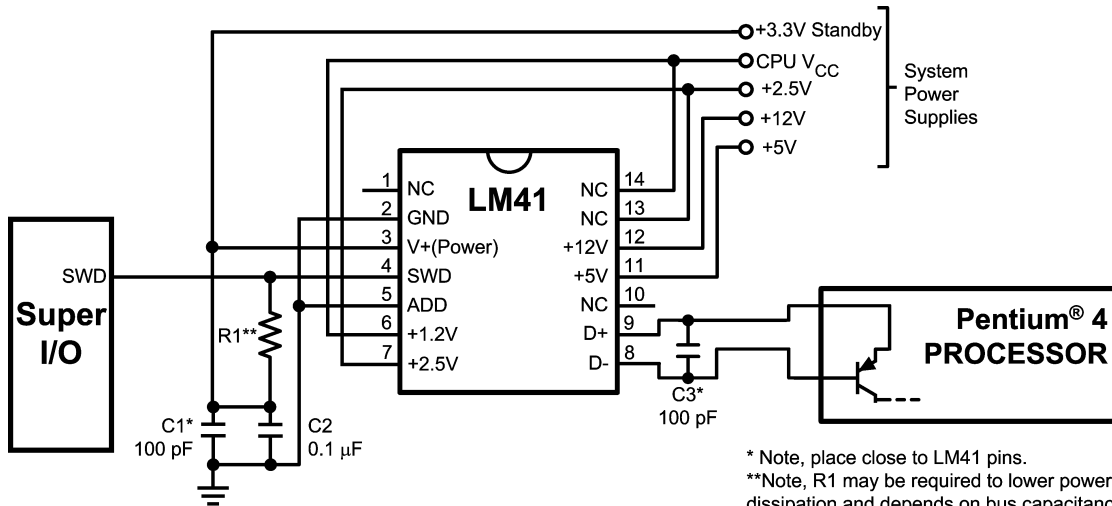 +3.3V Standby
CPU VCC
+2.5V
+12V
+5V
System
Power
Supplies
LM41
1 NC
2 GND
3 V+(Power)
4 SWD
5 ADD
6 +1.2V
7 +2.5V
NC 14
NC 13
+12V 12
+5V 11
NC 10
D+ 9
D- 8
SWD
Super
I/O
R1**
C1*
100 pF
C2
0.1 µF
C3*
100 pF
Pentium® 4
PROCESSOR
* Note, place close to LM41 pins.
**Note, R1 may be required to lower power
dissipation and depends on bus capacitanc